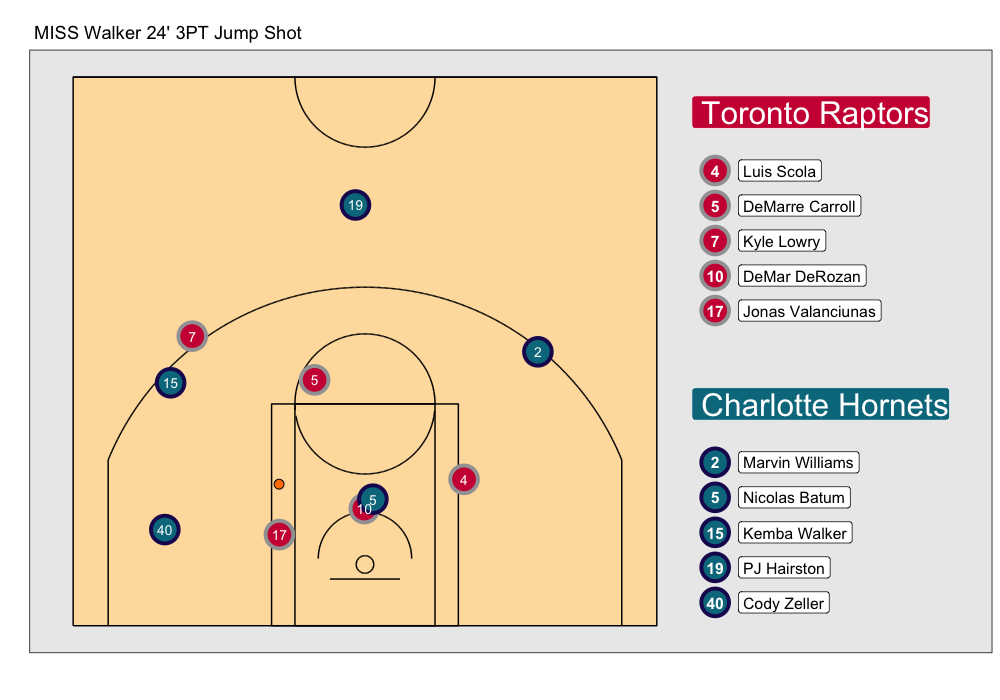 MISS Walker 24' 3PT Jump Shot
Toronto Raptors
4 Luis Scola
5 DeMarre Carroll
7 Kyle Lowry
10 DeMar DeRozan
17 Jonas Valanciunas
Charlotte Hornets
2 Marvin Williams
5 Nicolas Batum
15 Kemba Walker
19 PJ Hairston
40 Cody Zeller
19
7
2
15
5
4
5
10
40
17